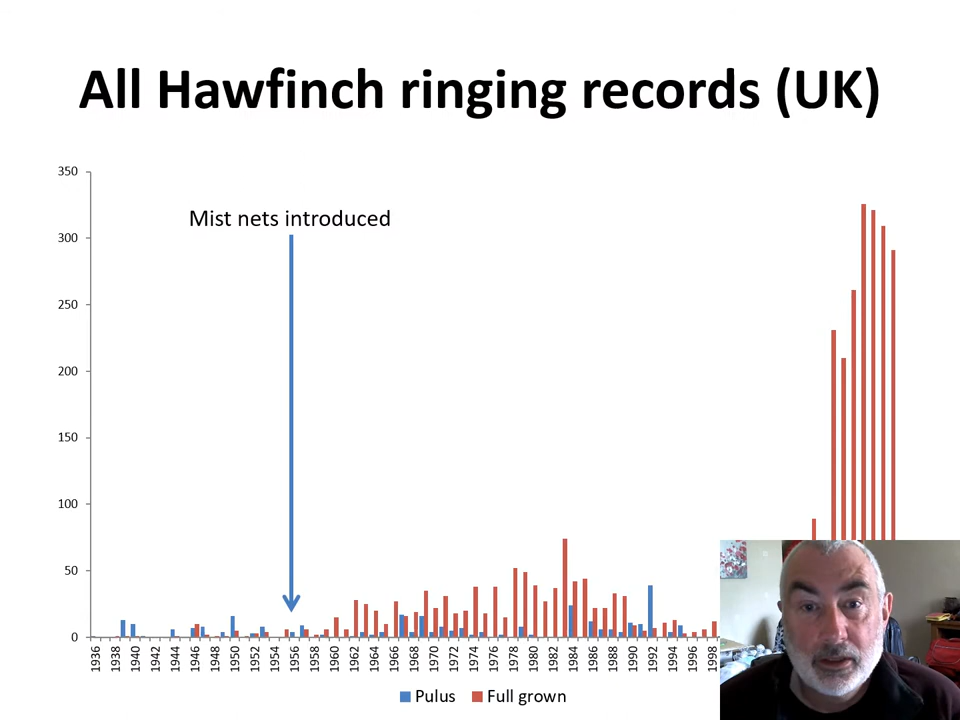 All Hawfinch ringing records (UK)
350
300
250
200
150
100
50
0
Mist nets introduced
1936 1938 1940 1942 1944 1946 1948 1950 1952 1954 1956 1958 1960 1962 1964 1966 1968 1970 1972 1974 1976 1978 1980 1982 1984 1986 1988 1990 1992 1994 1996 1998
Pulus Full grown